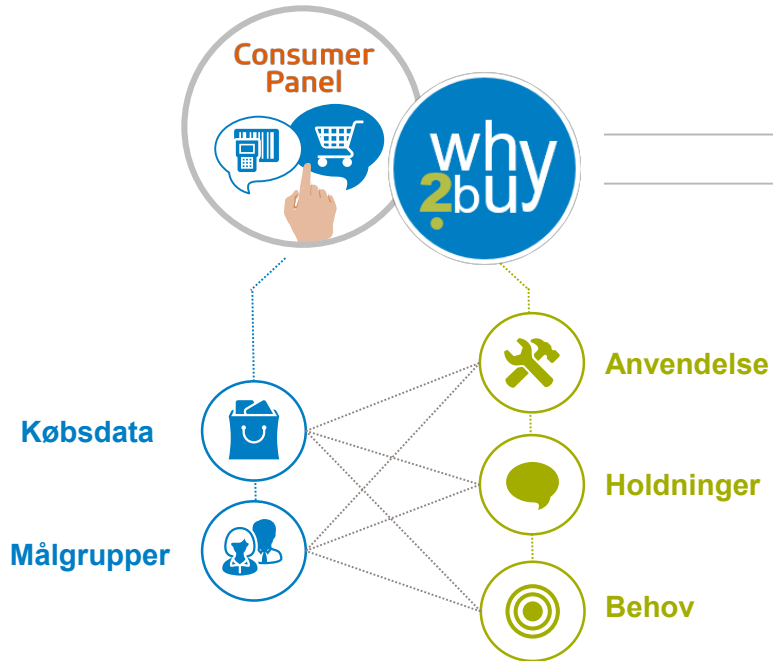 Consumer
Panel
why
2buy
Købsdata
Målgrupper
Anvendelse
Holdninger
Behov